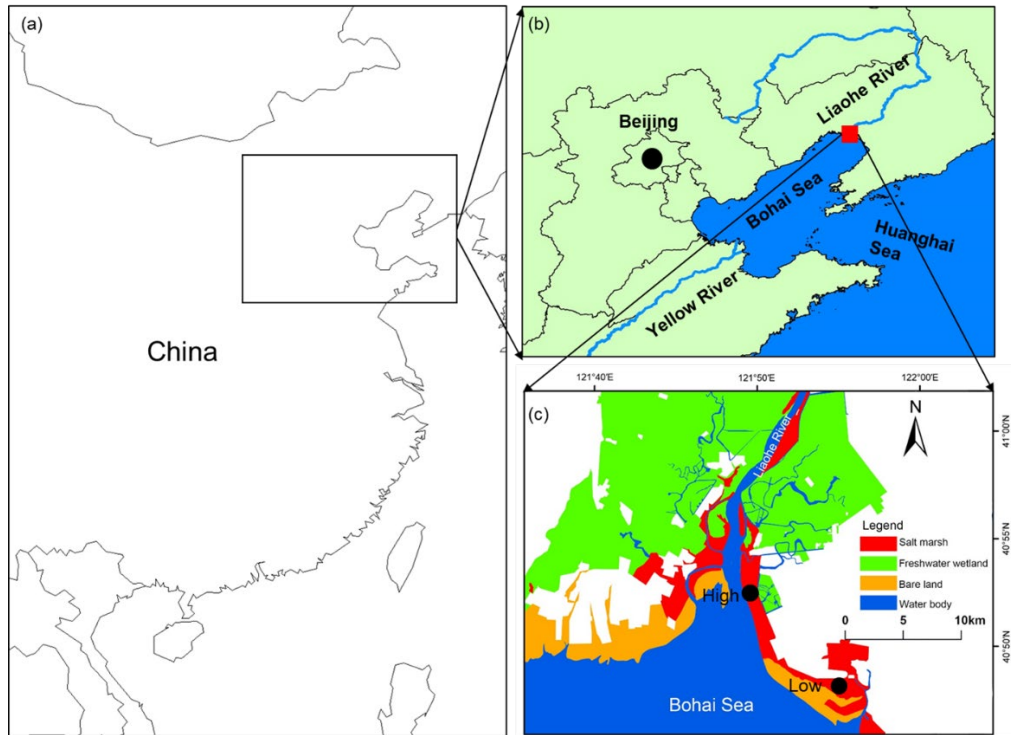 (a)
China
(b)
Beijing
Liaohe River
Bohai Sea
Huanghai
Sea
Yellow River
121°40'E
121°50'E
122°00'E
(c)
N
Liaohe River
41°00'N
40°55'N
40°50'N
Legend
Salt marsh
Freshwater wetland
Bare land
Water body
0 5 10km
High
Low
Bohai Sea